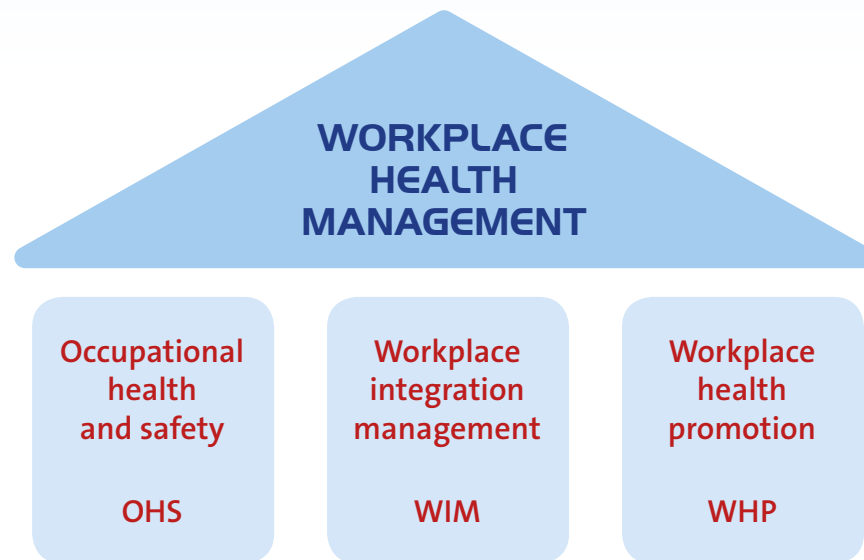 WORKPLACE
HEALTH
MANAGEMENT
Occupational
health
and safety
OHS
Workplace
integration
management
WIM
Workplace
health
promotion
WHP